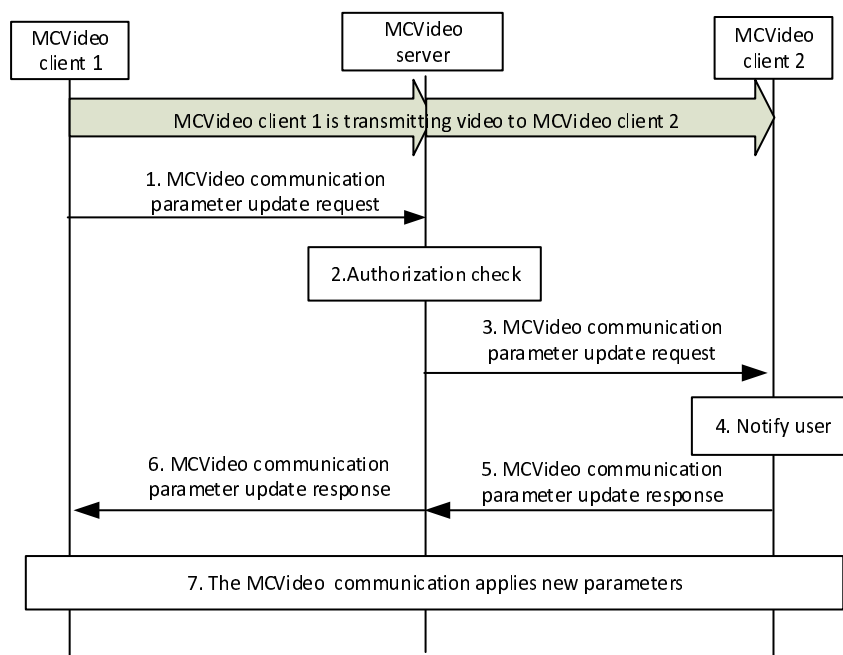 MCVideo
client 1
MCVideo
server
MCVideo
client 2
MCVideo client 1 is transmitting video to MCVideo client 2
1. MCVideo communication
parameter update request
2.Authorization check
3. MCVideo communication
parameter update request
4. Notify user
6. MCVideo communication
parameter update response
5. MCVideo communication
parameter update response
7. The MCVideo communication applies new parameters